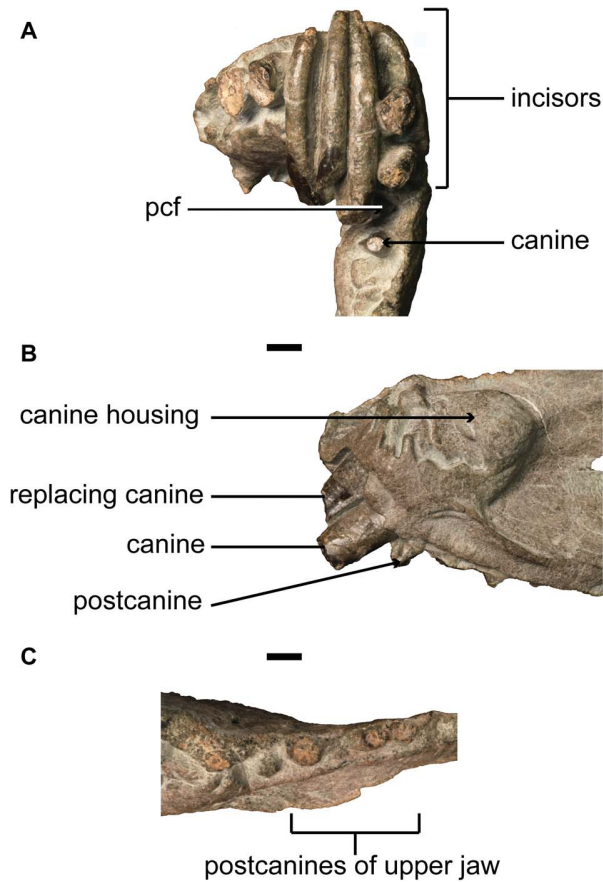 A
incisors
pcf
canine
B
canine housing
replacing canine
canine
postcanine
C
postcanines of upper jaw